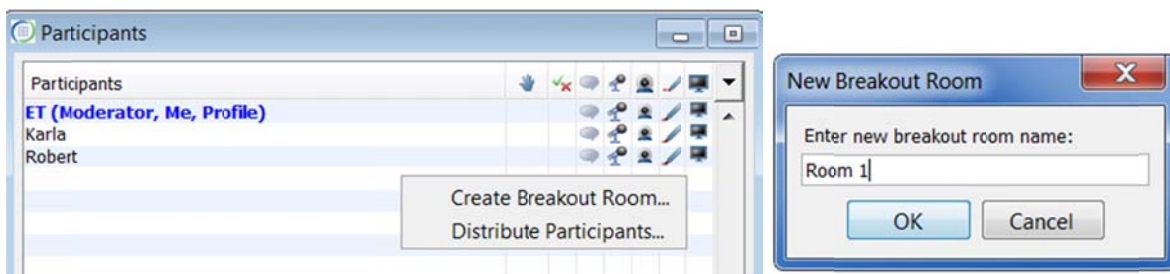 Participants
Participants
ET (Moderator, Me, Profile)
Karla
Robert
Create Breakout Room...
Distribute Participants...
New Breakout Room
Enter new breakout room name:
Room 1
OK Cancel